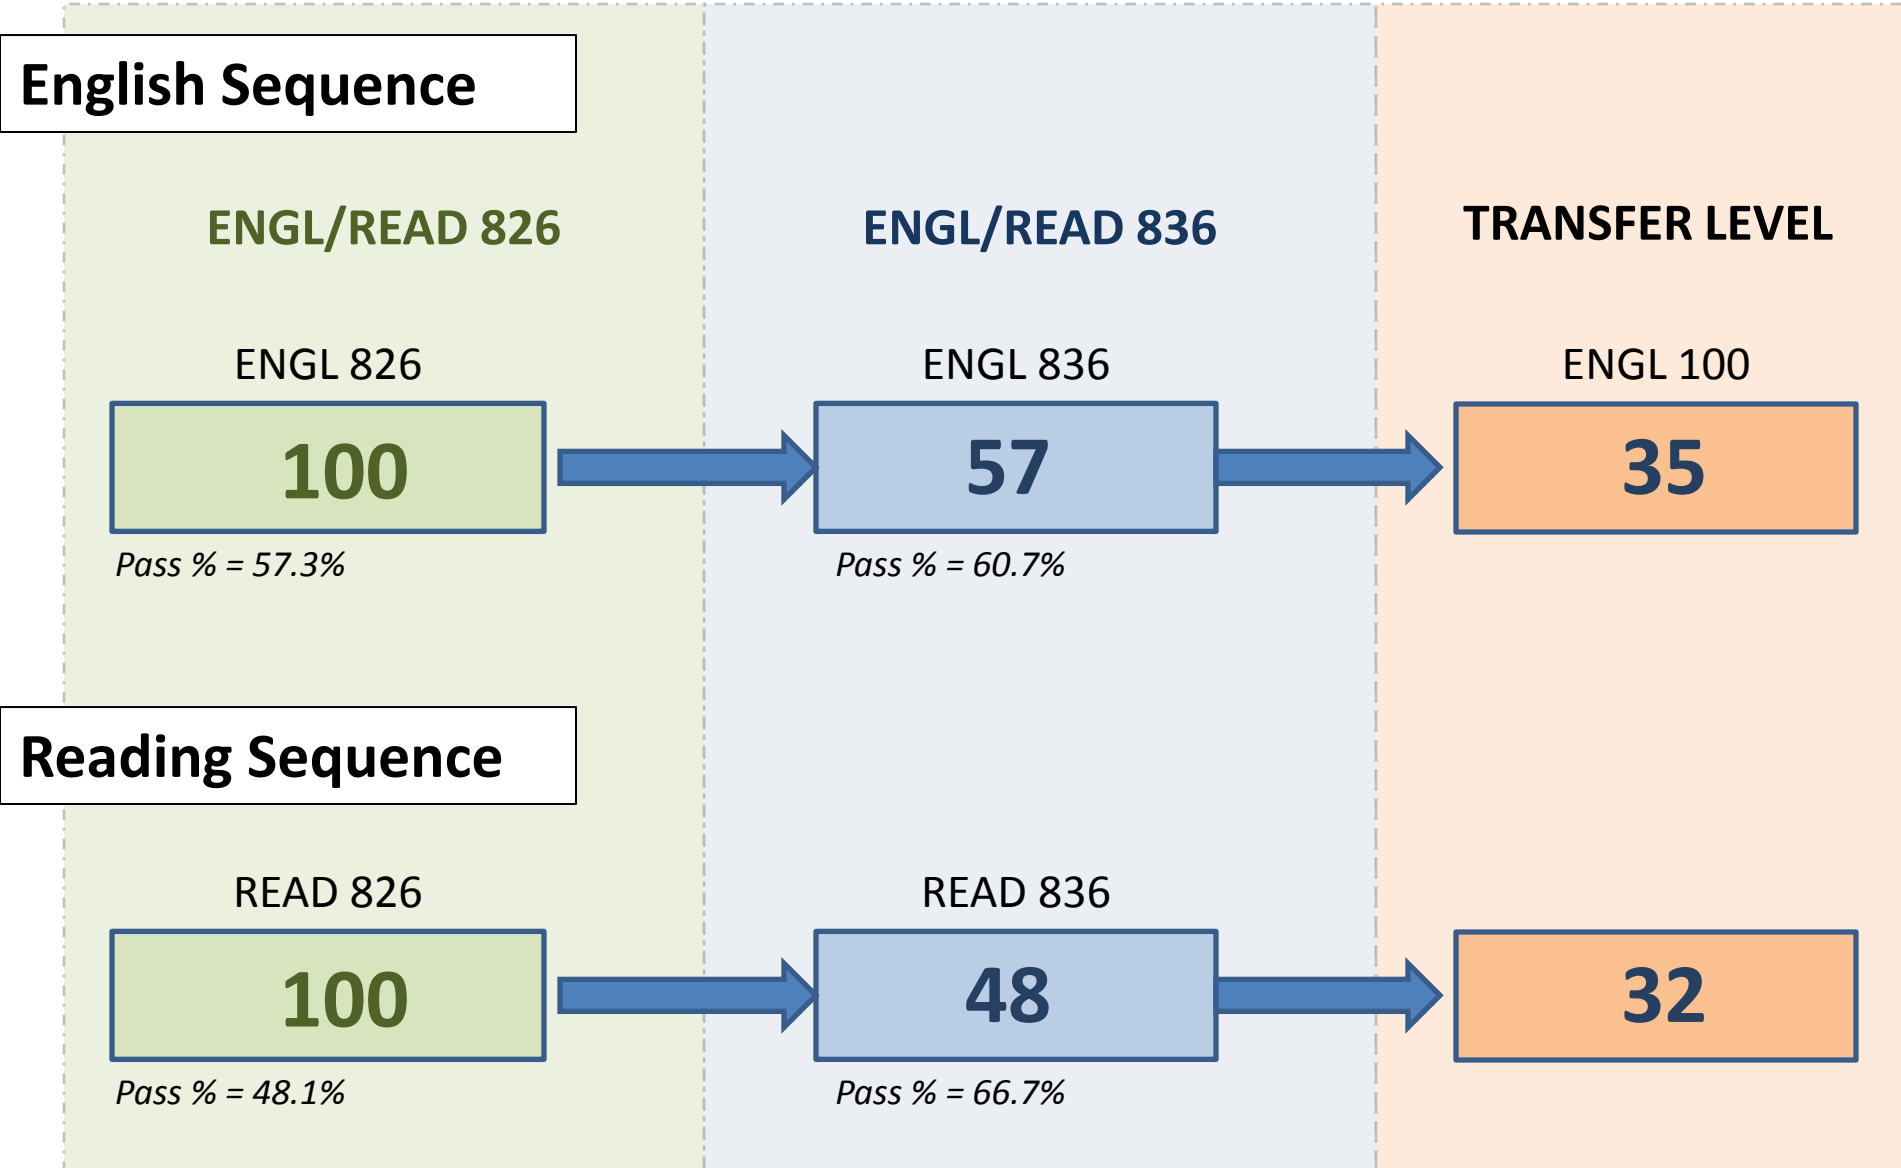 English Sequence
ENGL/READ 826
ENGL/READ 836
TRANSFER LEVEL
ENGL 826
ENGL 836
ENGL 100
100
57
35
Pass % = 57.3%
Pass % = 60.7%
Reading Sequence
READ 826
READ 836
100
48
32
Pass % = 48.1%
Pass % = 66.7%